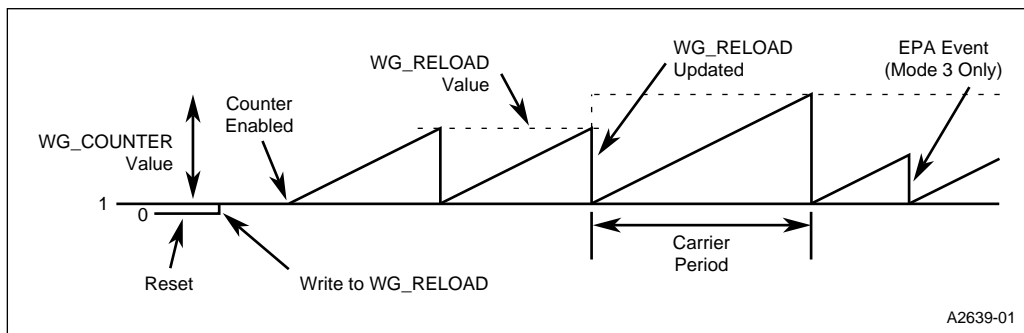 WG_RELOAD
Updated
EPA Event
(Mode 3 Only)
WG_RELOAD
Value
Counter
Enabled
WG_COUNTER
Value
1
0
Carrier
Period
Reset
Write to WG_RELOAD
A2639-01